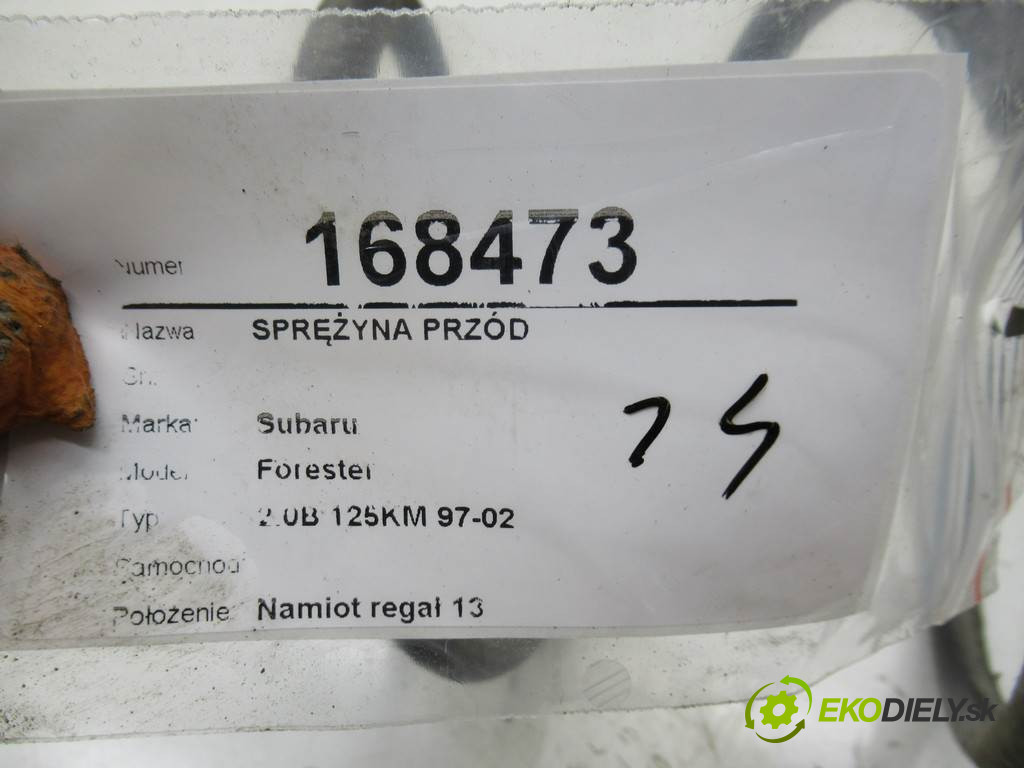 Numer 168473
Nazwa SPRĘŻYNA PRZÓD
Marka Subaru
Model Forester
Typ 2.0B 125KM 97-02
Samochód
Położenie Namiot regał 13
EKODIELY.sk